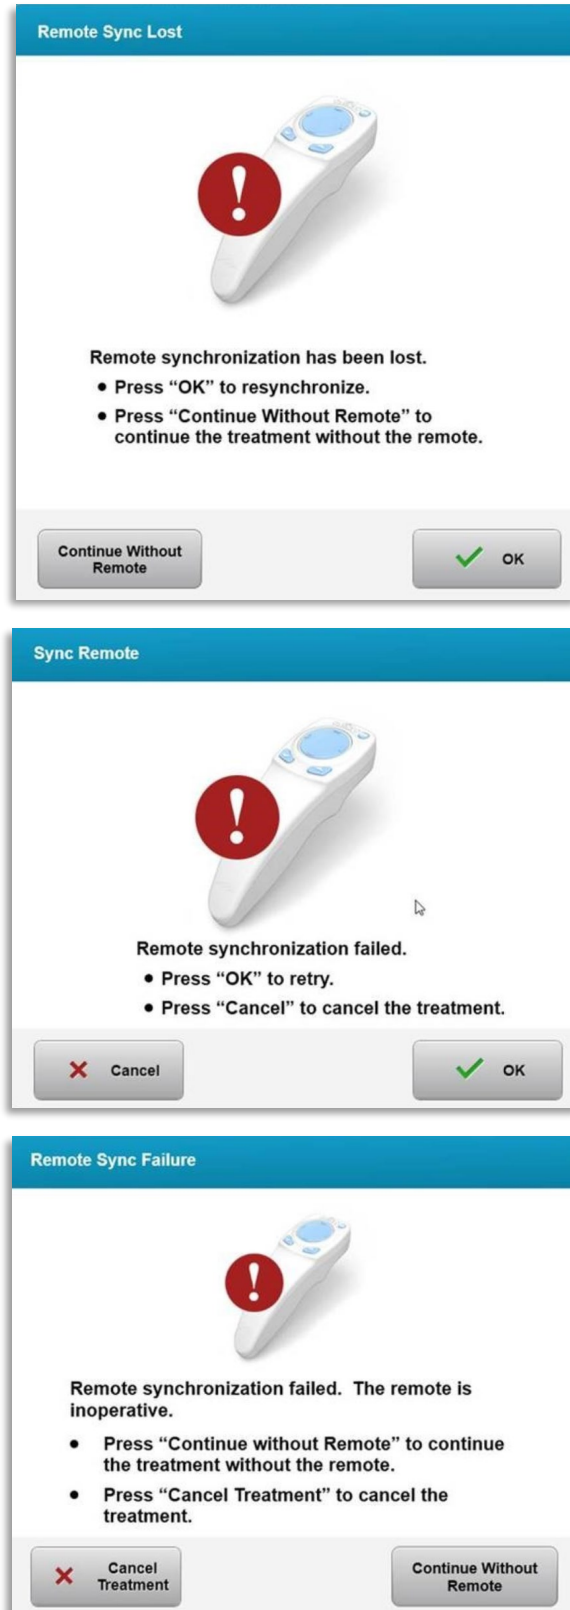 Remote Sync Lost
Remote synchronization has been lost.
• Press “OK” to resynchronize.
• Press “Continue Without Remote” to
continue the treatment without the remote.
Continue Without
Remote
OK
Sync Remote
Remote synchronization failed.
• Press “OK” to retry.
• Press “Cancel” to cancel the treatment.
Cancel
OK
Remote Sync Failure
Remote synchronization failed.  The remote is
inoperative.
• Press “Continue without Remote” to continue
the treatment without the remote.
• Press “Cancel Treatment” to cancel the
treatment.
Cancel
Treatment
Continue Without
Remote